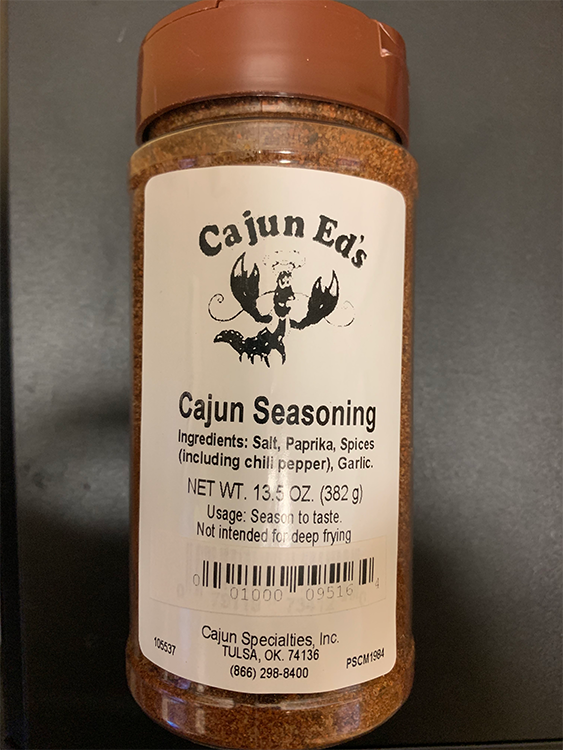 Cajun Ed's
Cajun Seasoning
Ingredients: Salt, Paprika, Spices
(including chili pepper), Garlic.
NET WT. 13.5 OZ. (382 g)
Usage: Season to taste.
Not intended for deep frying
0 01000 09516 4
Cajun Specialties, Inc.
TULSA, OK. 74136
(866) 298-8400
105537
PSCM1984